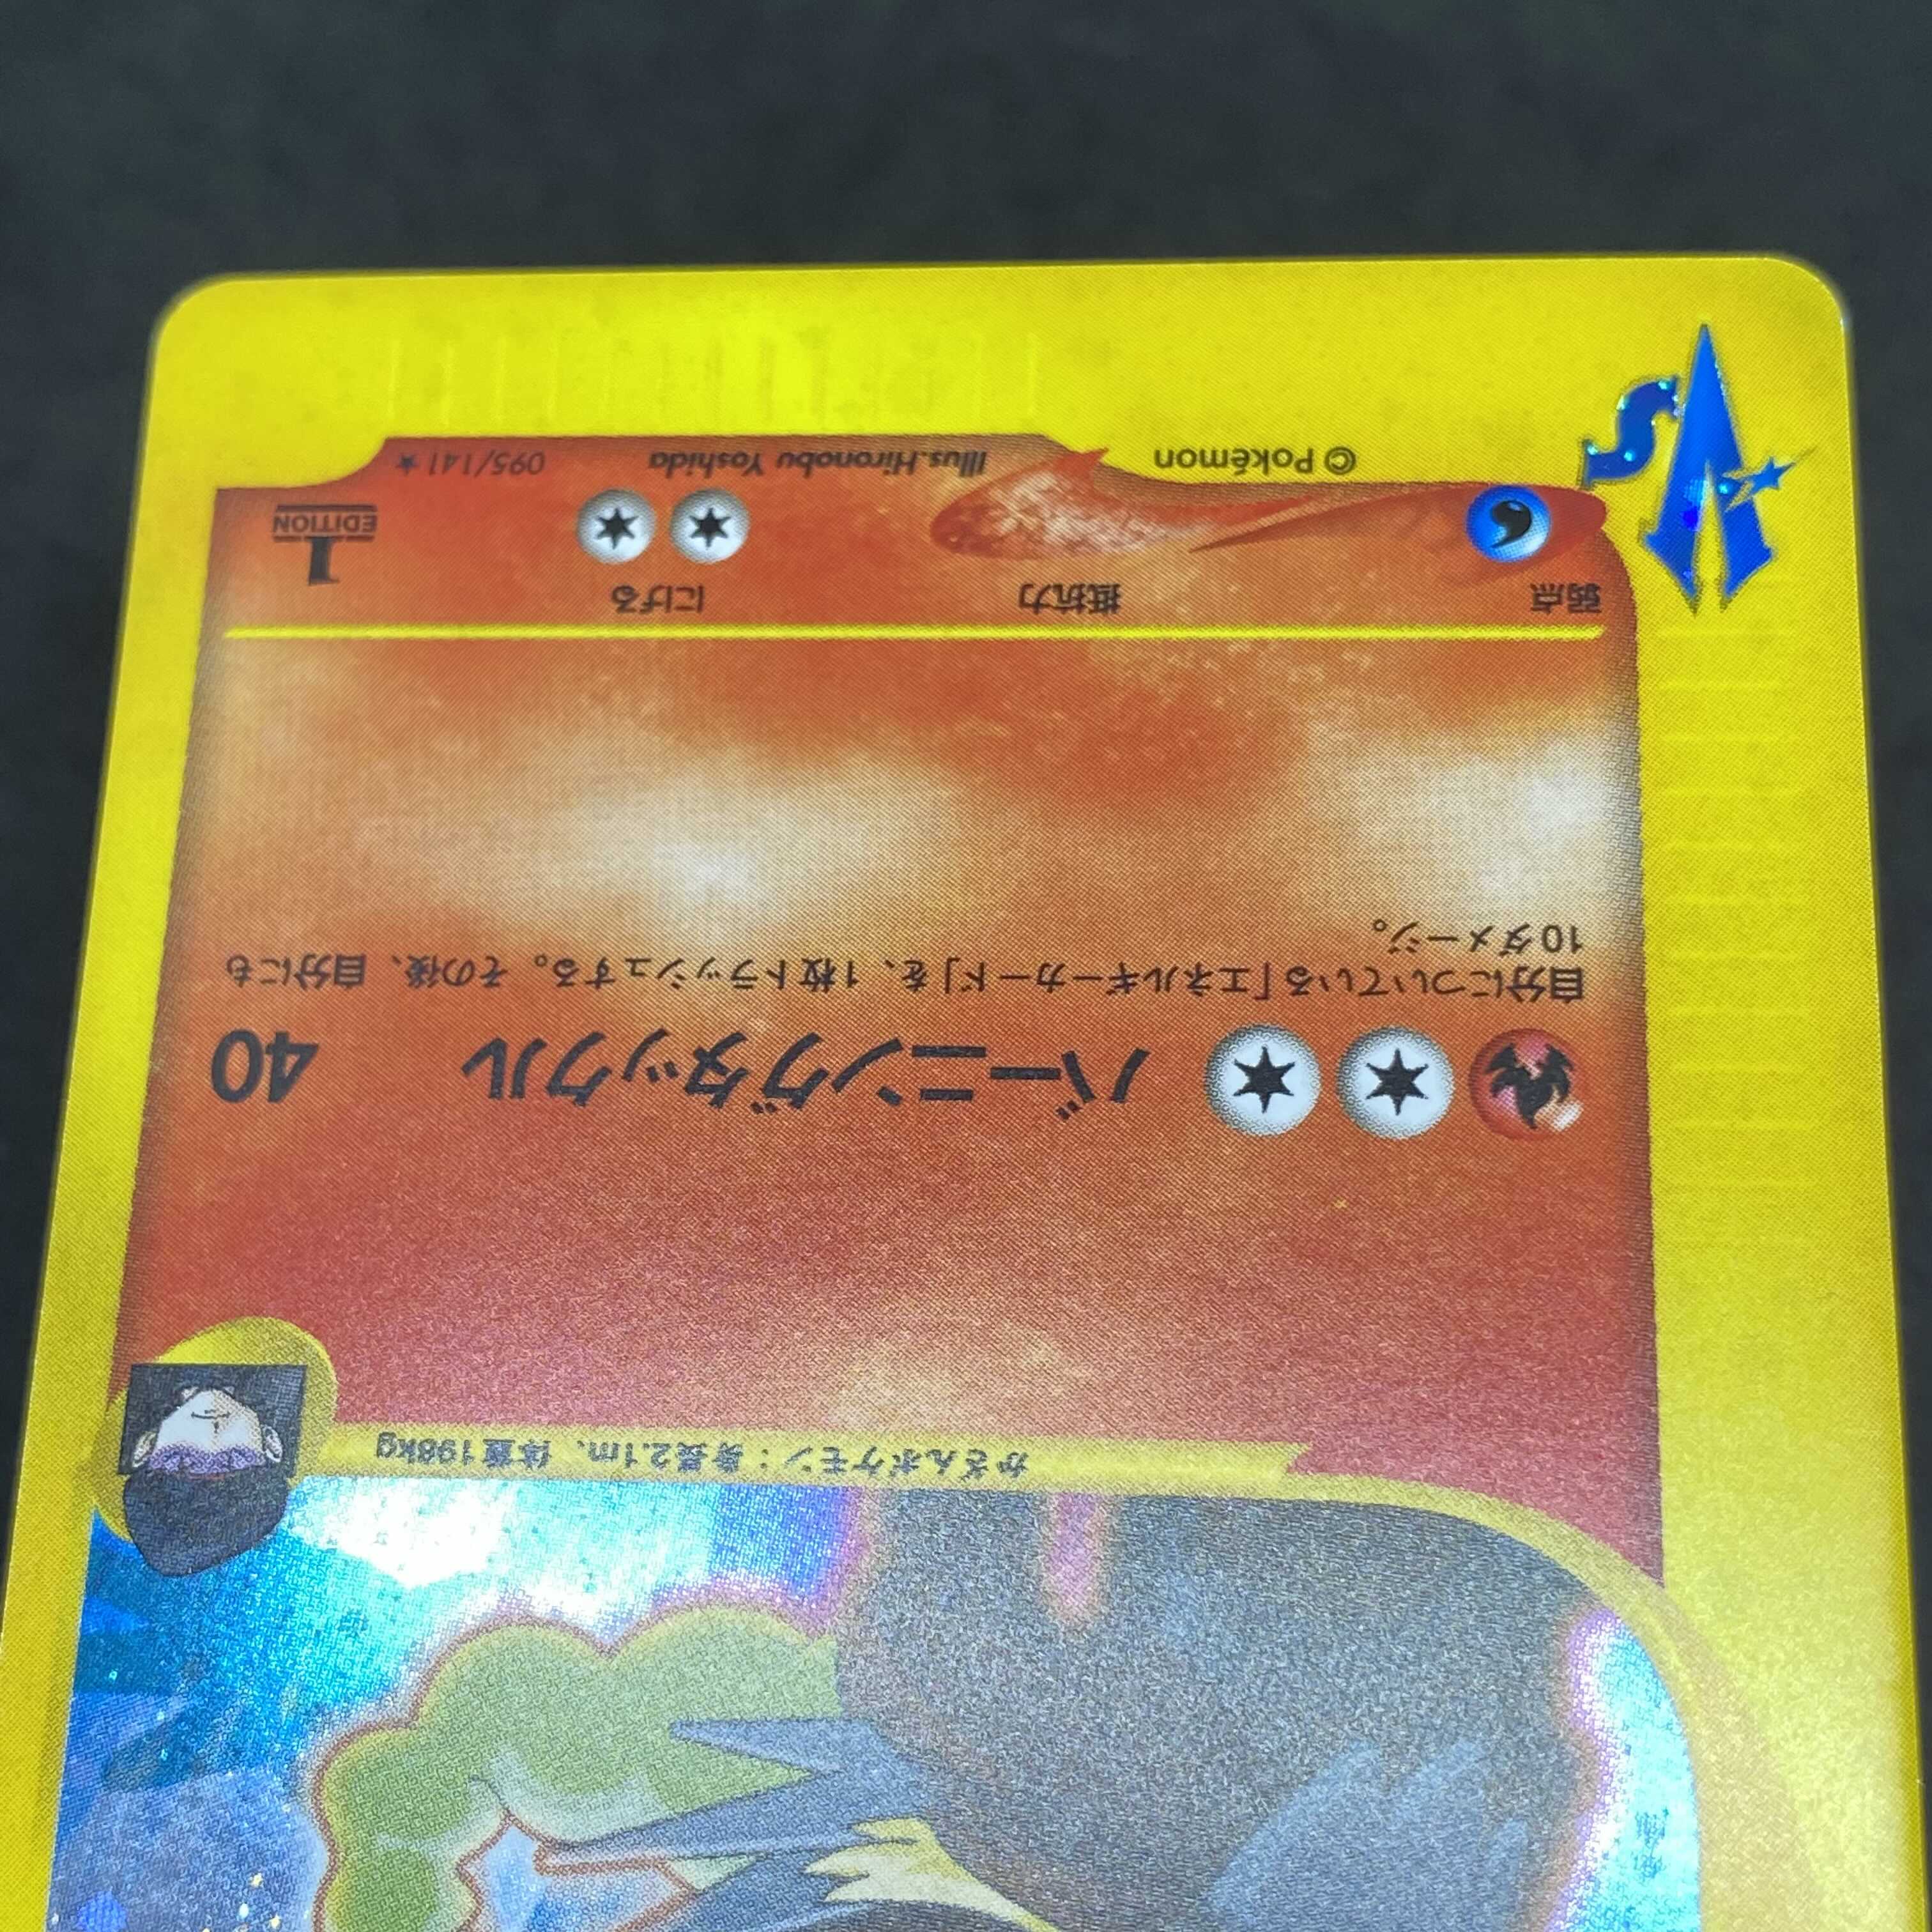 かざんポケモン：身長2.1m、体重198kg
バーニングタックル 40
自分についている「エネルギーカード」を、1枚トラッシュする。その後、自分にも
10ダメージ。
弱点 抵抗力 にげる
1
EDITION
© Pokémon Illus.Hironobu Yoshida 095/141★
VS